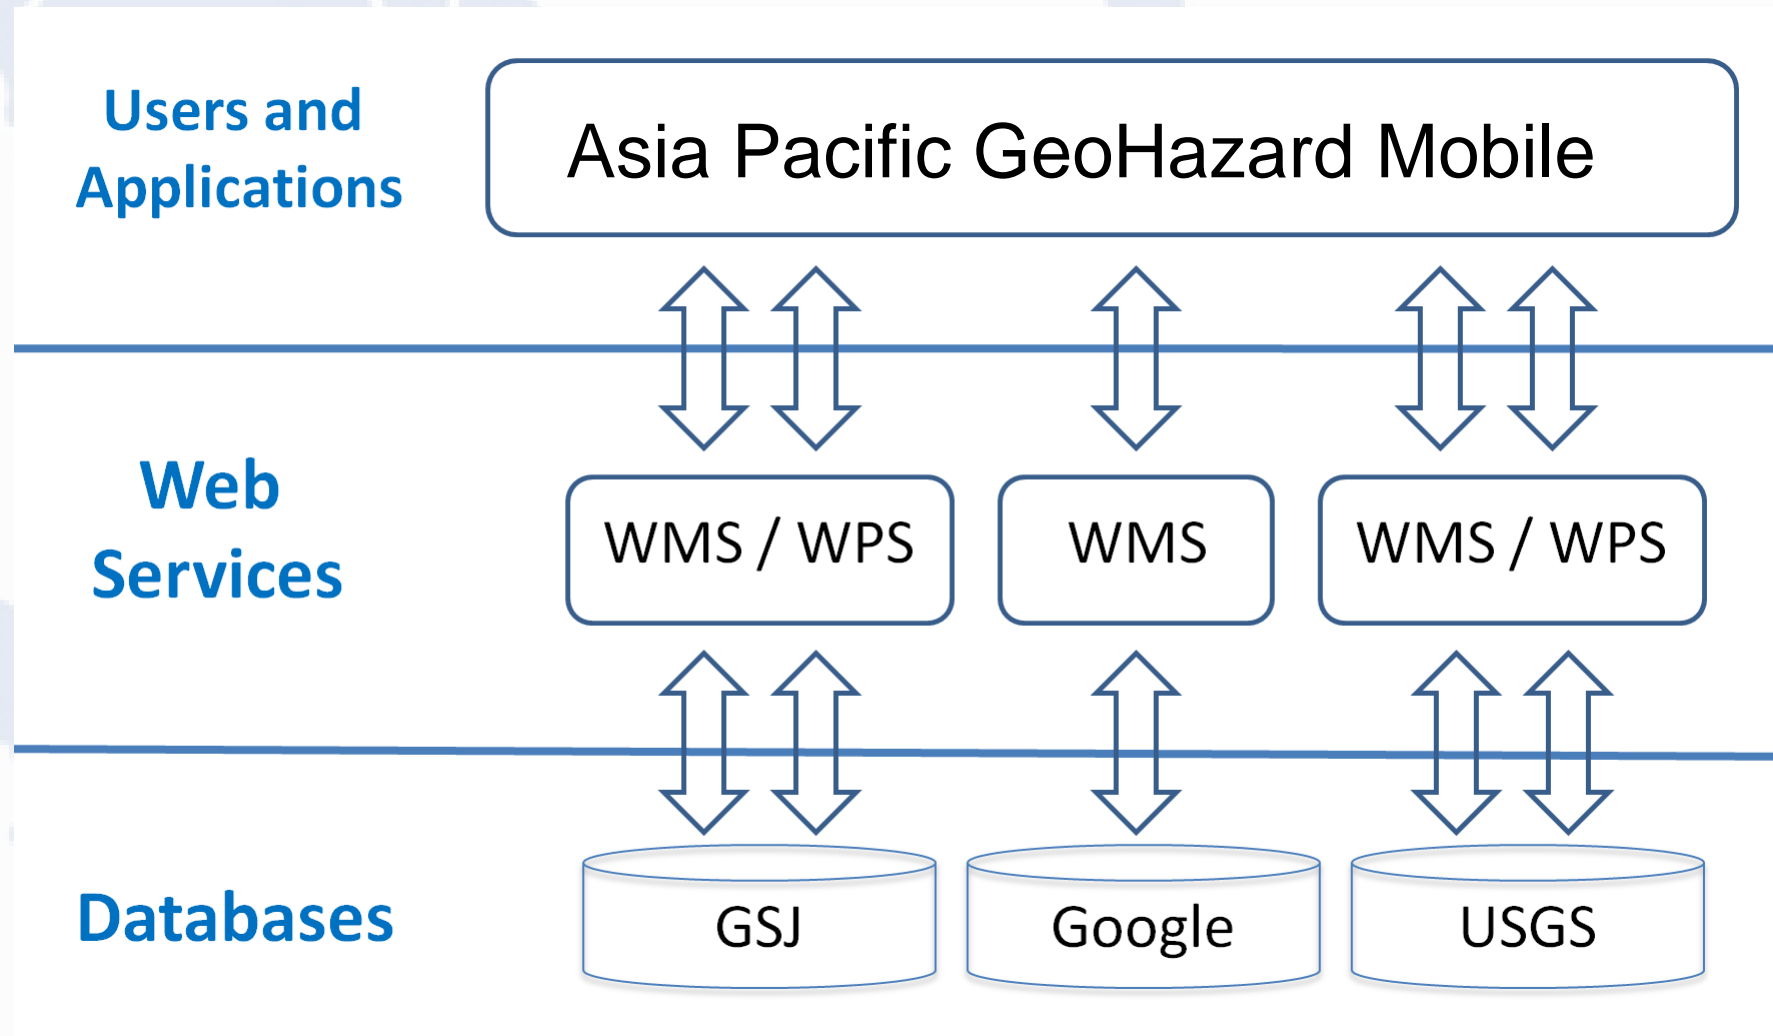 Users and
Applications
Asia Pacific GeoHazard Mobile
Web
Services
WMS / WPS
WMS
WMS / WPS
Databases
GSJ
Google
USGS